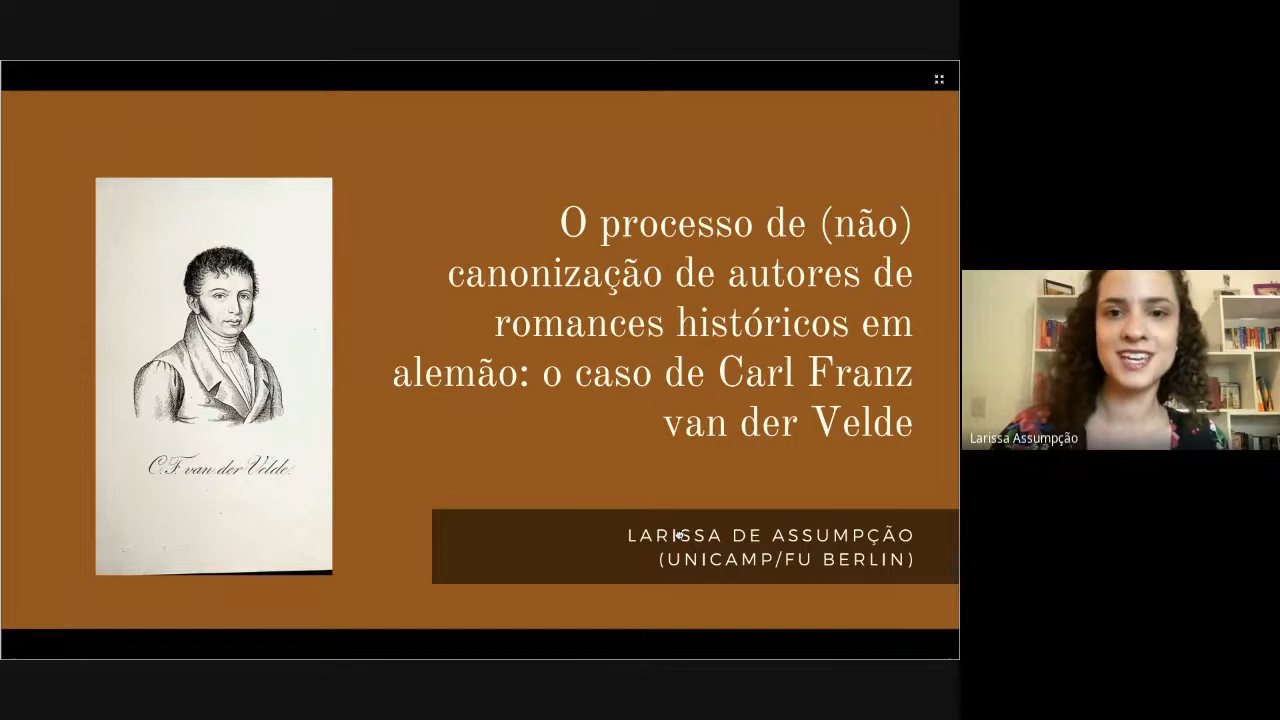 O processo de (não)
canonização de autores de
romances históricos em
alemão: o caso de Carl Franz
van der Velde
C.F. van der Velde.
LARISSA DE ASSUMPÇÃO
(UNICAMP/FU BERLIN)
Larissa Assumpção